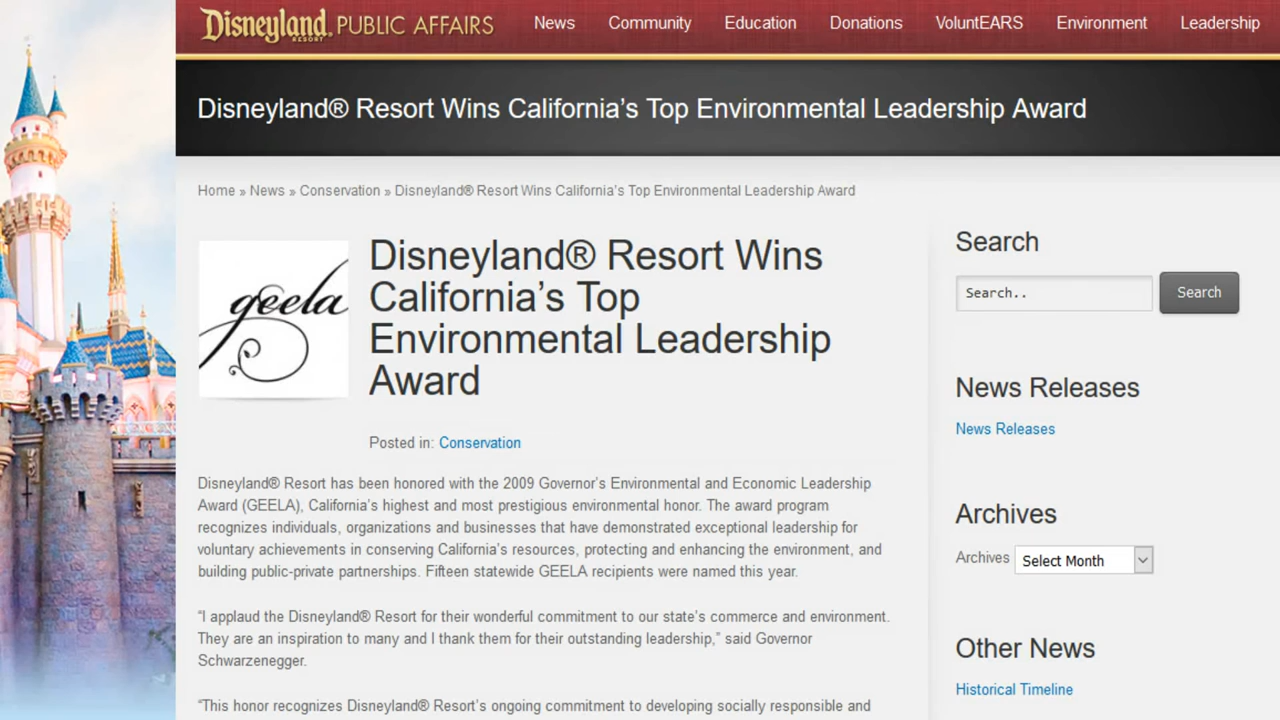 Disneyland RESORT PUBLIC AFFAIRS News Community Education Donations VoluntEARS Environment Leadership
Disneyland® Resort Wins California’s Top Environmental Leadership Award
Home » News » Conservation » Disneyland® Resort Wins California’s Top Environmental Leadership Award
geela
Disneyland® Resort Wins
California’s Top
Environmental Leadership
Award
Posted in: Conservation
Disneyland® Resort has been honored with the 2009 Governor’s Environmental and Economic Leadership
Award (GEELA), California’s highest and most prestigious environmental honor. The award program
recognizes individuals, organizations and businesses that have demonstrated exceptional leadership for
voluntary achievements in conserving California’s resources, protecting and enhancing the environment, and
building public-private partnerships. Fifteen statewide GEELA recipients were named this year.
“I applaud the Disneyland® Resort for their wonderful commitment to our state’s commerce and environment.
They are an inspiration to many and I thank them for their outstanding leadership,” said Governor
Schwarzenegger.
“This honor recognizes Disneyland® Resort’s ongoing commitment to developing socially responsible and
Search
Search.. Search
News Releases
News Releases
Archives
Archives Select Month
Other News
Historical Timeline